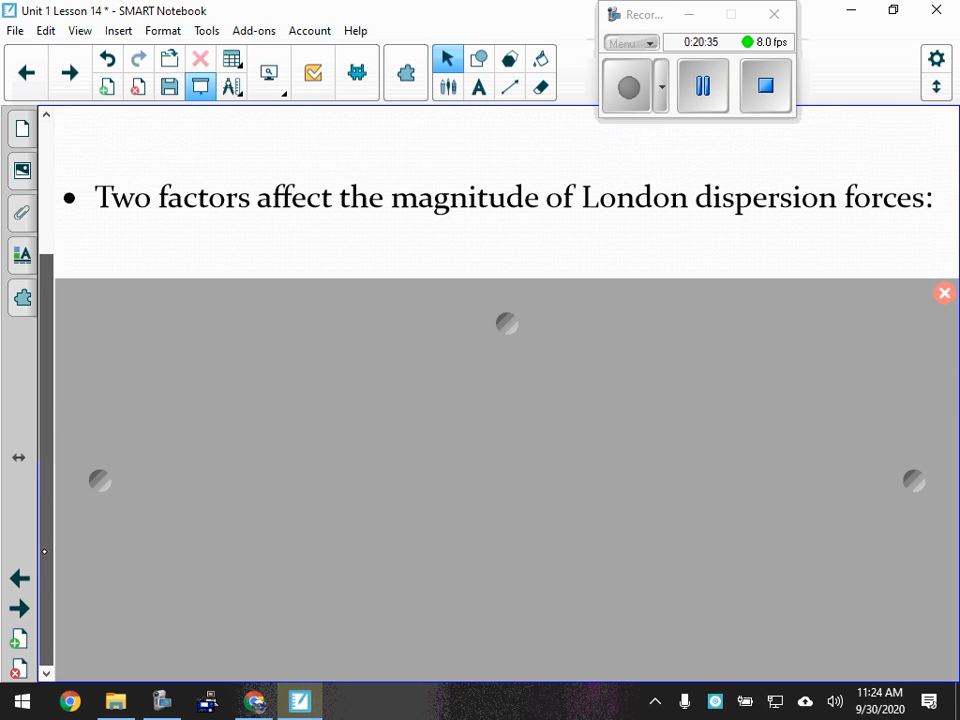 Unit 1 Lesson 14 * - SMART Notebook
Recor...
File Edit View Insert Format Tools Add-ons Account Help
Menu 0:20:35 8.0 fps
• Two factors affect the magnitude of London dispersion forces:
11:24 AM
9/30/2020